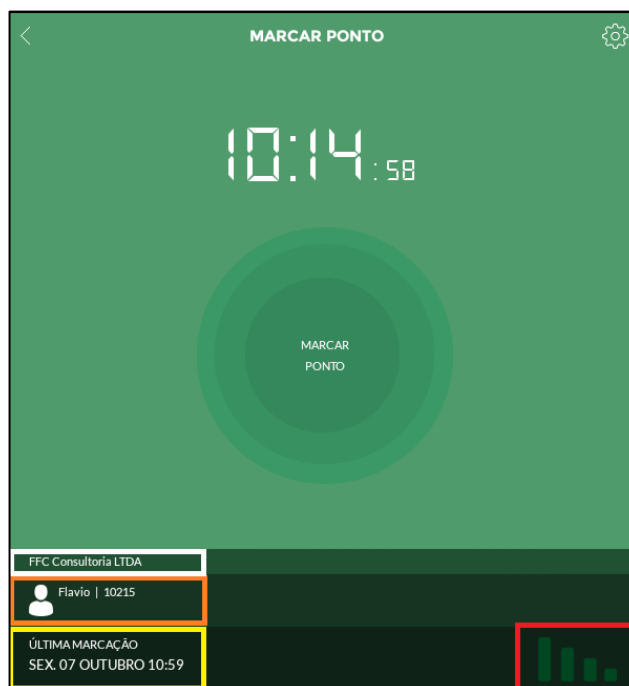 MARCAR PONTO
10:14:58
MARCAR
PONTO
FFC Consultoria LTDA
Flavio | 10215
ÚLTIMA MARCAÇÃO
SEX. 07 OUTUBRO 10:59